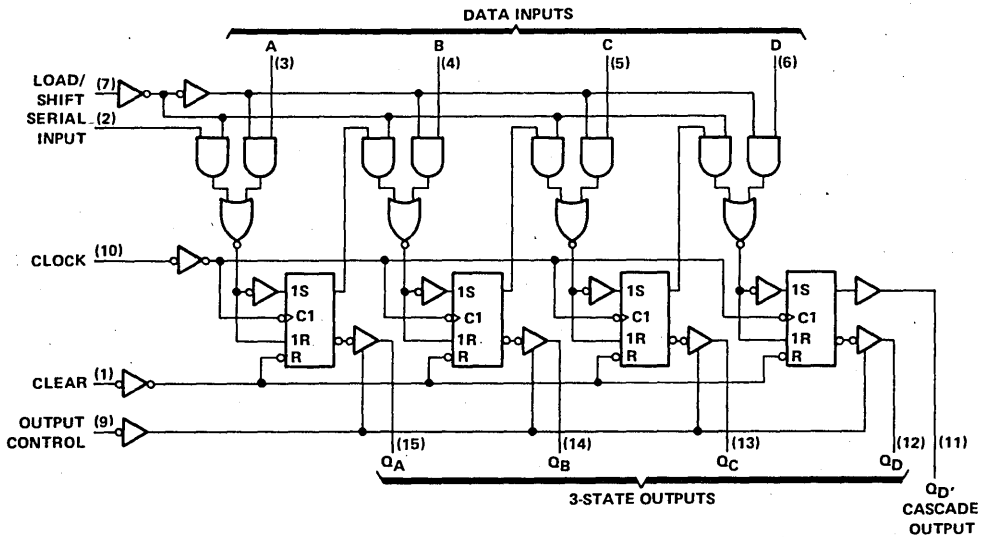 DATA INPUTS
A
B
C
D
(3)
(4)
(5)
(6)
LOAD/
SHIFT
(7)
SERIAL
INPUT
(2)
CLOCK
(10)
1S
C1
1R
R
1S
C1
1R
R
1S
C1
1R
R
1S
C1
1R
R
CLEAR
(1)
OUTPUT
CONTROL
(9)
(15)
(14)
(13)
(12)
(11)
QA
QB
QC
QD
3-STATE OUTPUTS
QD'
CASCADE
OUTPUT